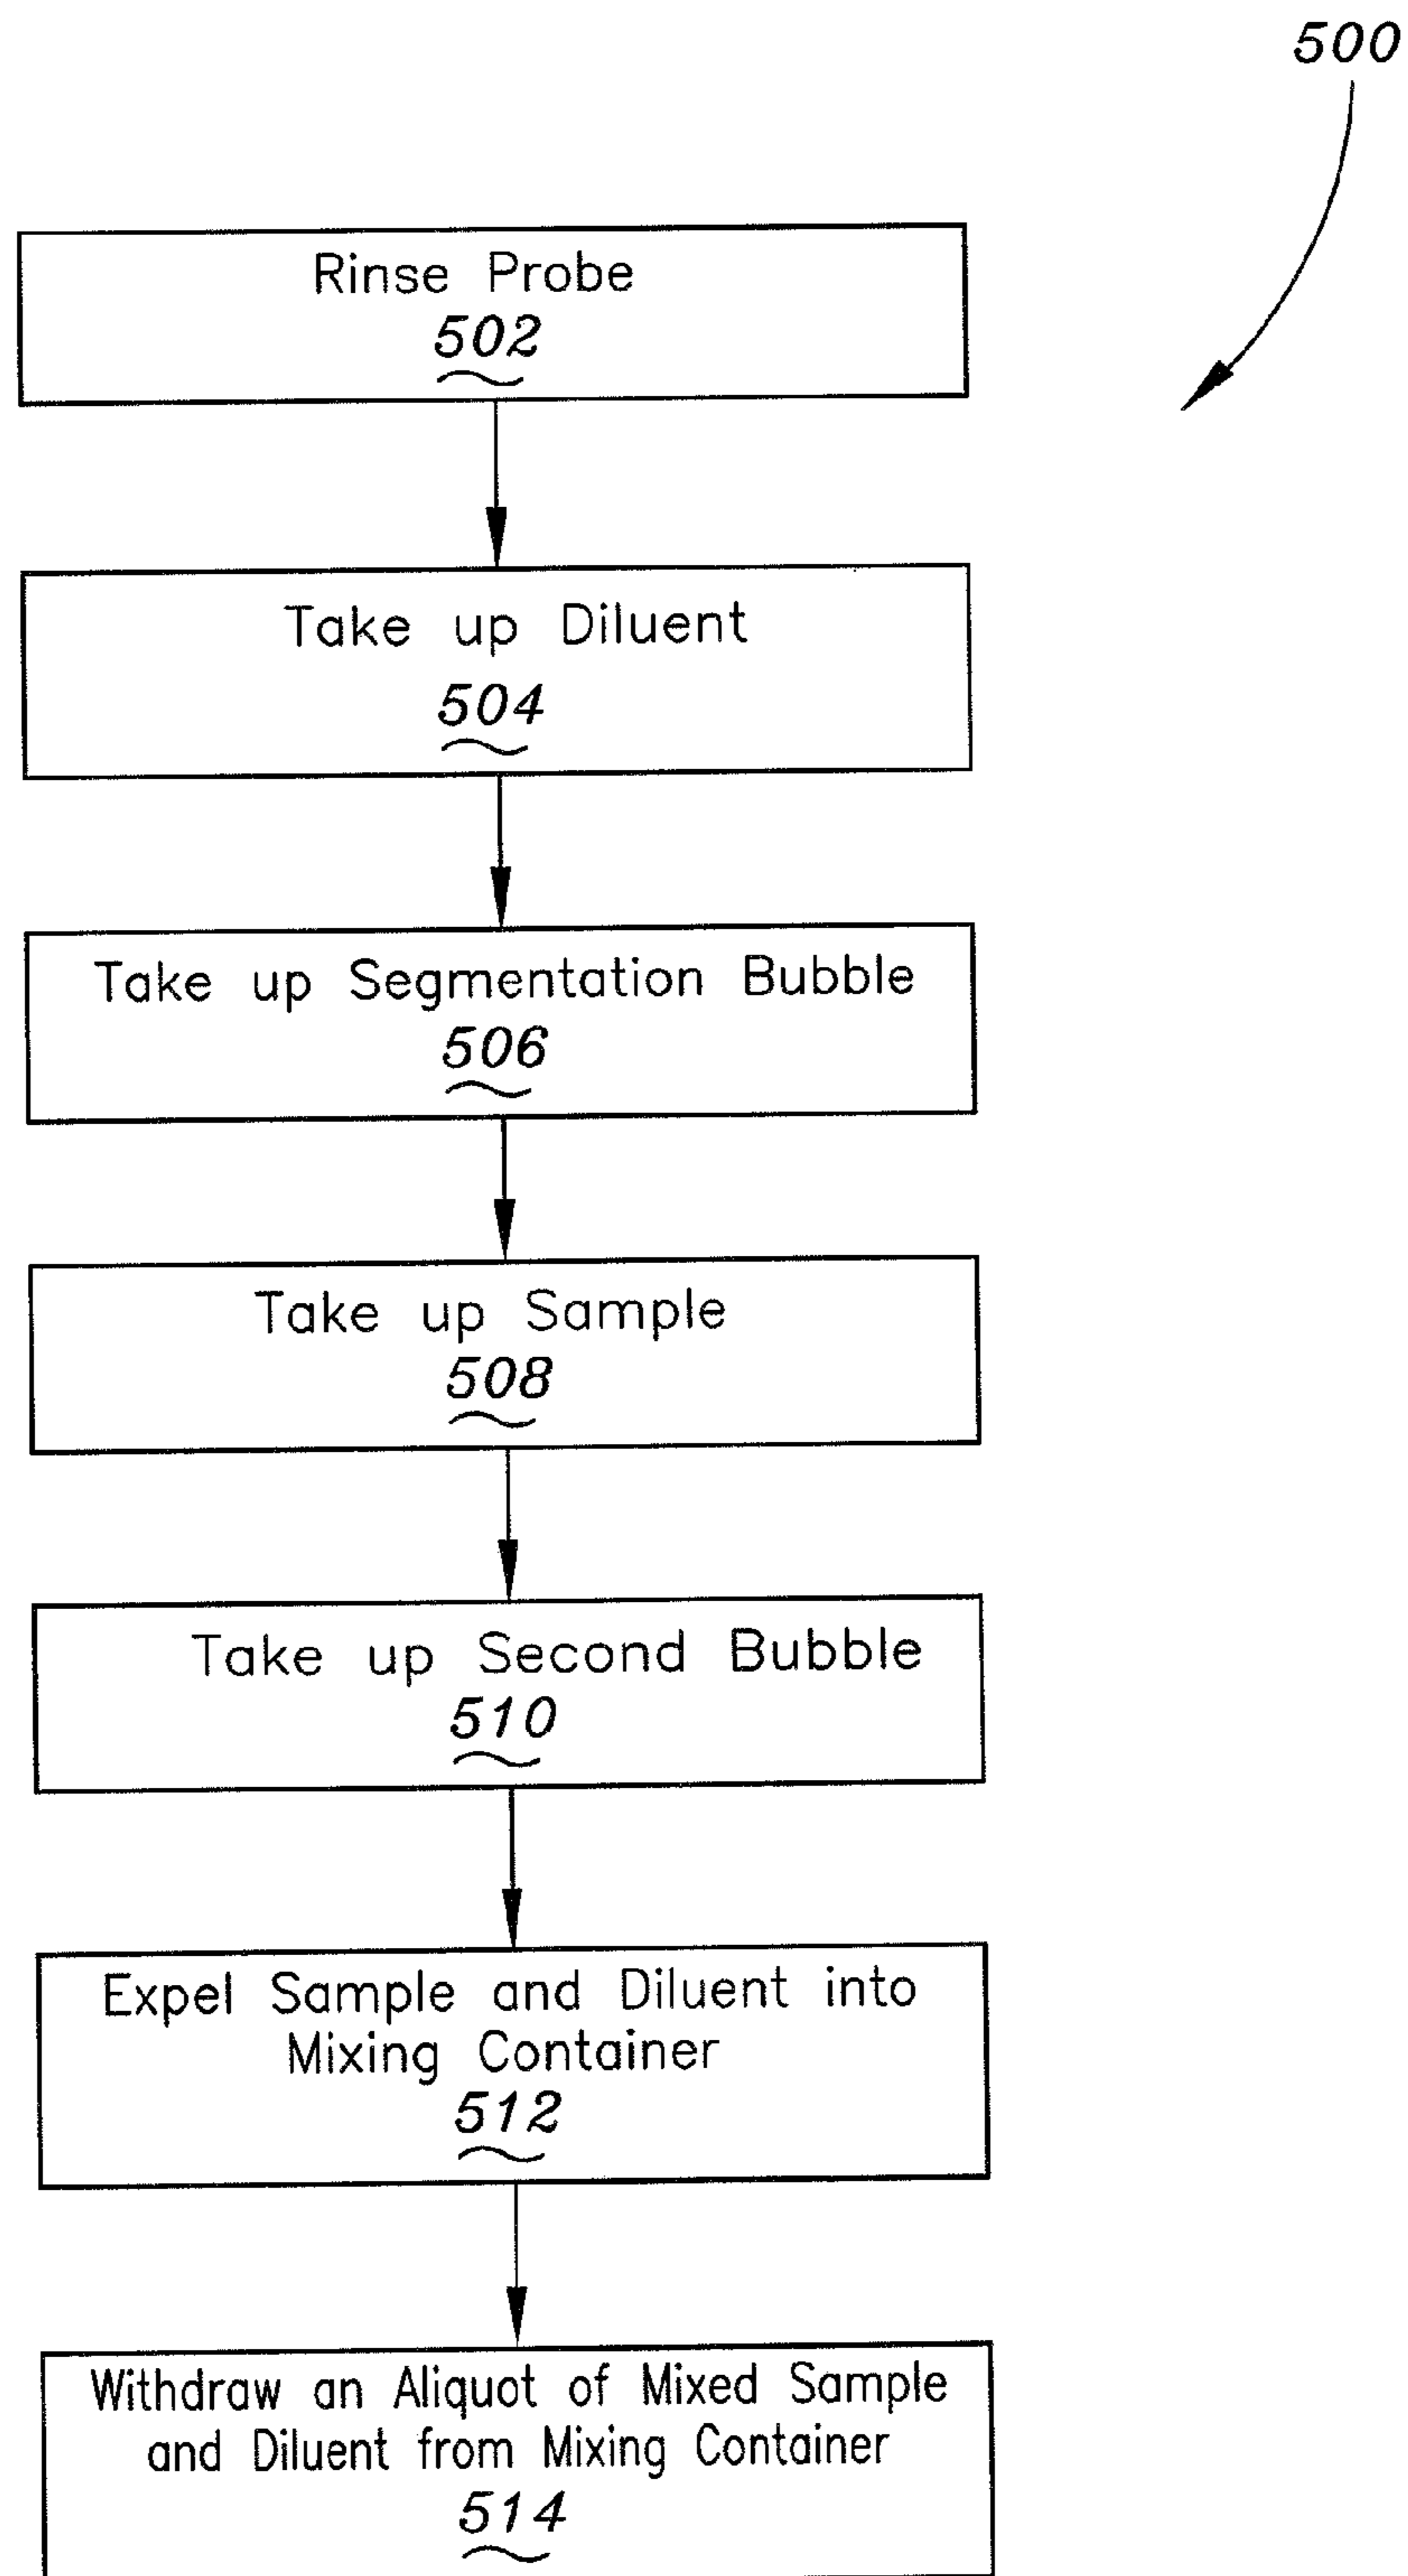 500
Rinse Probe
502
Take up Diluent
504
Take up Segmentation Bubble
506
Take up Sample
508
Take up Second Bubble
510
Expel Sample and Diluent into
Mixing Container
512
Withdraw an Aliquot of Mixed Sample
and Diluent from Mixing Container
514